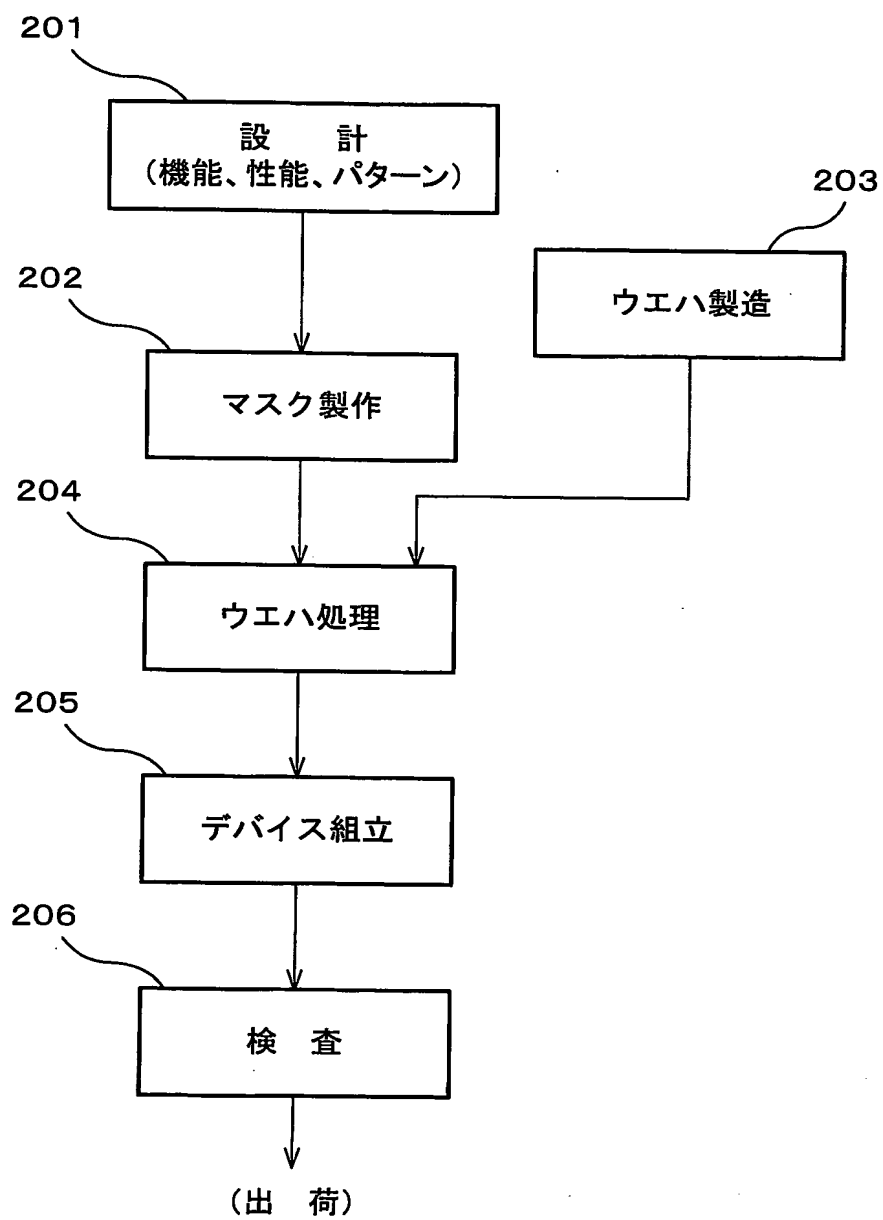 201
設 計
(機能、性能、パターン)
203
ウエハ製造
202
マスク製作
204
ウエハ処理
205
デバイス組立
206
検 査
(出 荷)